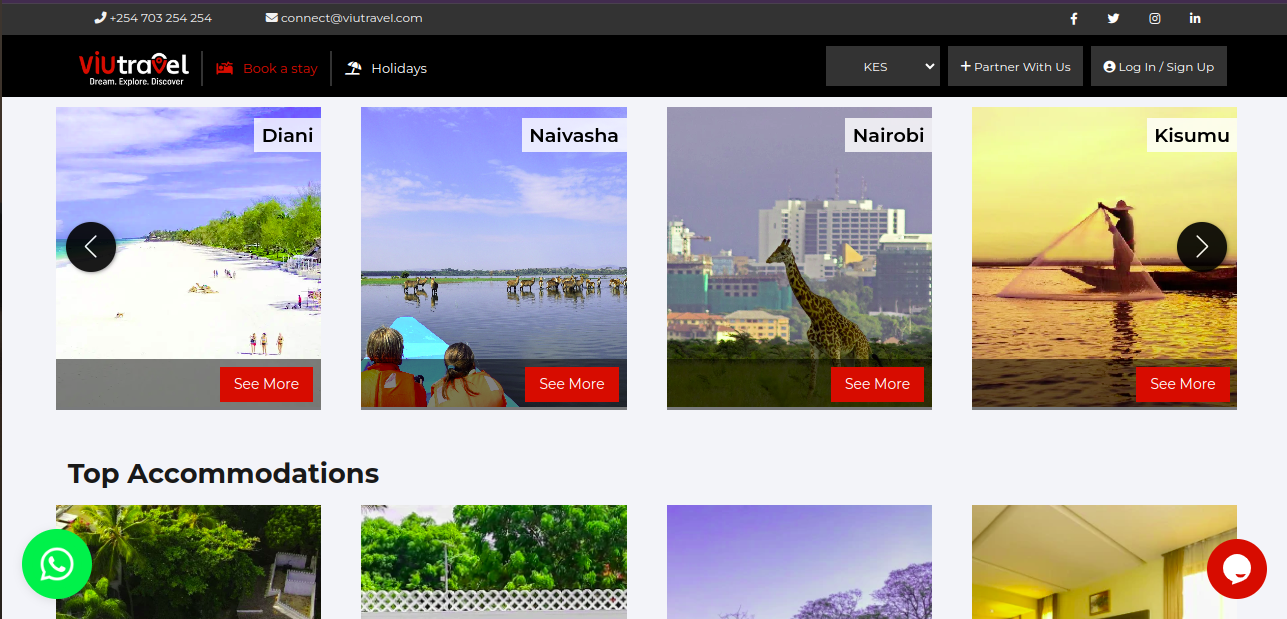 +254 703 254 254
connect@viutravel.com
viutravel
Dream. Explore. Discover
Book a stay
Holidays
KES
+ Partner With Us
Log In / Sign Up
Diani
Naivasha
Nairobi
Kisumu
See More
See More
See More
See More
Top Accommodations